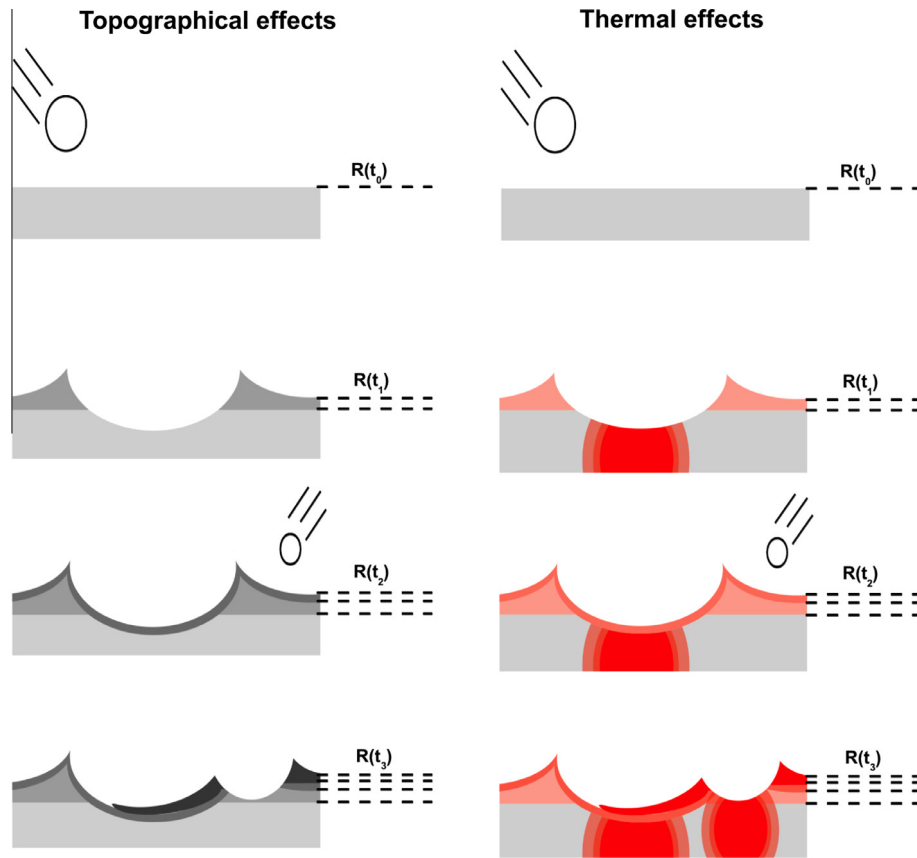 Topographical effects
Thermal effects
R(t₀)
R(t₀)
R(t₁)
R(t₁)
R(t₂)
R(t₂)
R(t₃)
R(t₃)